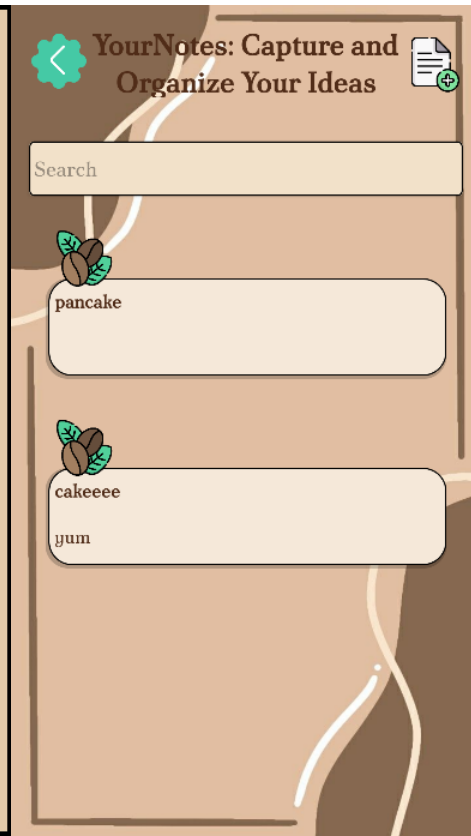 YourNotes: Capture and
Organize Your Ideas
Search
pancake
cakeeee
yum